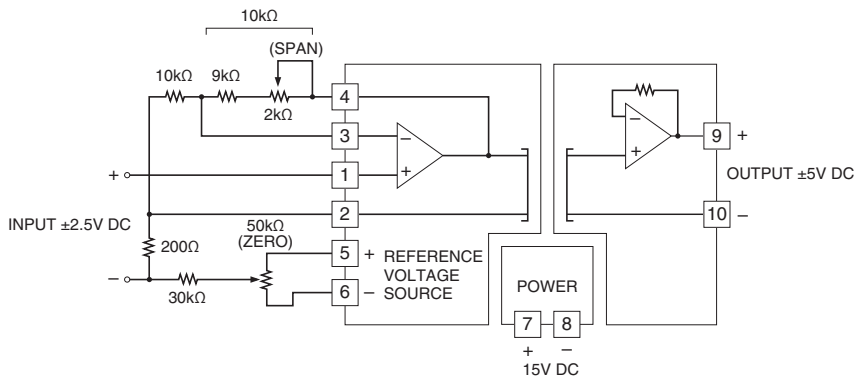 10kΩ
(SPAN)
10kΩ 9kΩ
2kΩ
4
3
1
2
5
6
7
8
9
10
− +
− +
+
INPUT ±2.5V DC
−
200Ω
30kΩ
50kΩ
(ZERO)
+ REFERENCE
VOLTAGE
− SOURCE
POWER
+ −
15V DC
+
OUTPUT ±5V DC
−